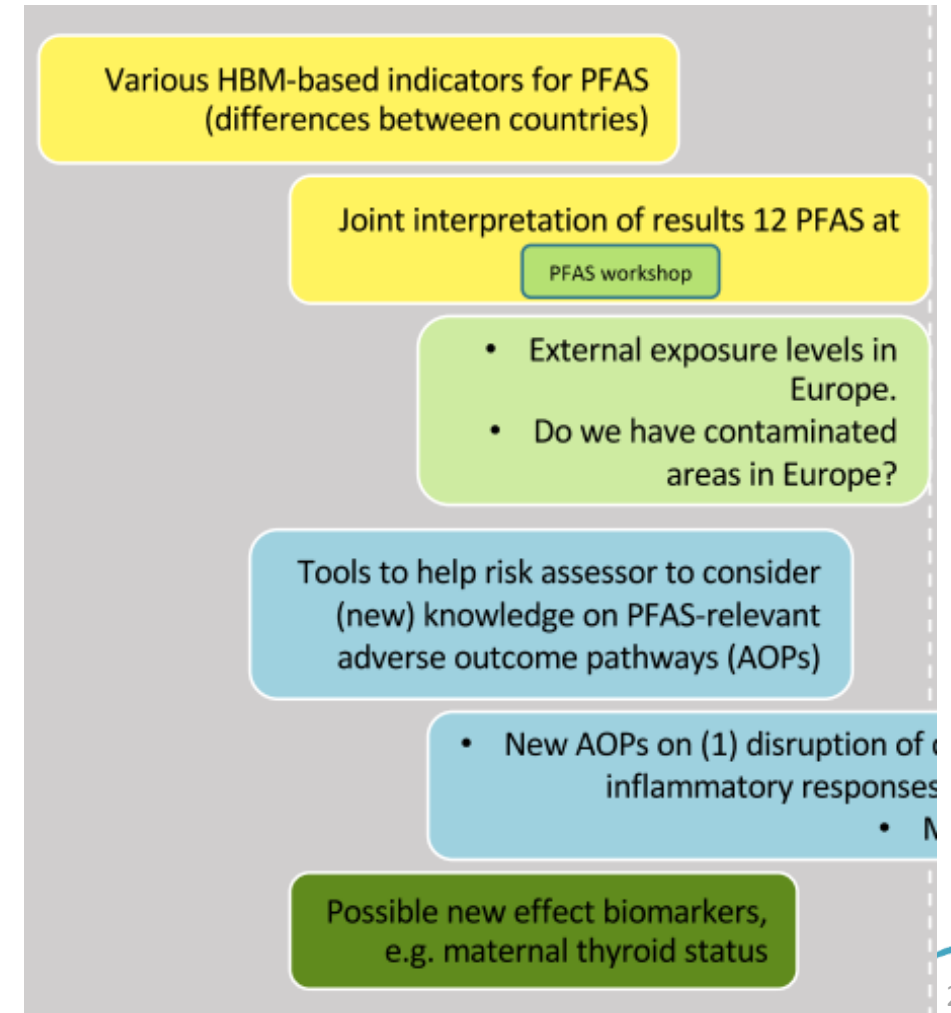 Various HBM-based indicators for PFAS
(differences between countries)
Joint interpretation of results 12 PFAS at
PFAS workshop
• External exposure levels in
Europe.
• Do we have contaminated
areas in Europe?
Tools to help risk assessor to consider
(new) knowledge on PFAS-relevant
adverse outcome pathways (AOPs)
• New AOPs on (1) disruption of
inflammatory responses
•
Possible new effect biomarkers,
e.g. maternal thyroid status